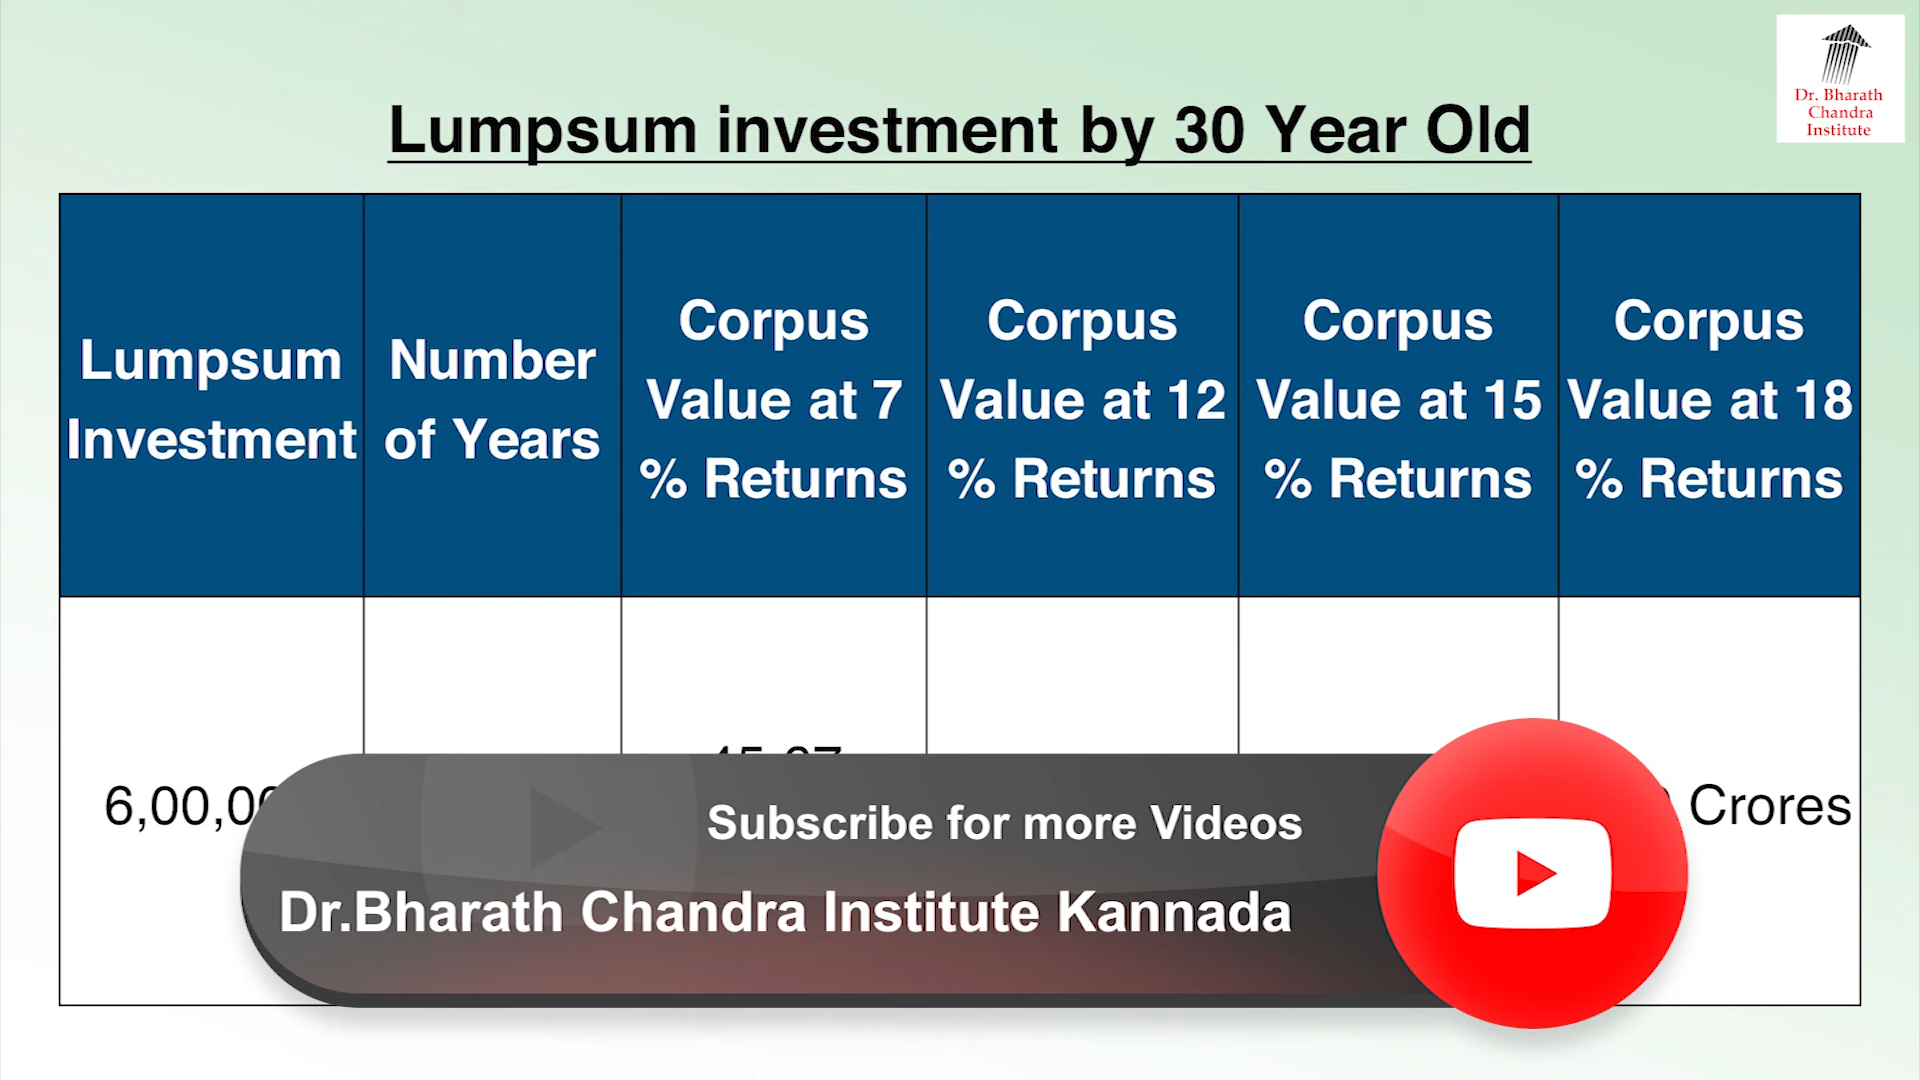 Dr. Bharath
Chandra
Institute
Lumpsum investment by 30 Year Old
Lumpsum
Investment
Number
of Years
Corpus
Value at 7
% Returns
Corpus
Value at 12
% Returns
Corpus
Value at 15
% Returns
Corpus
Value at 18
% Returns
Crores
Subscribe for more Videos
Dr.Bharath Chandra Institute Kannada